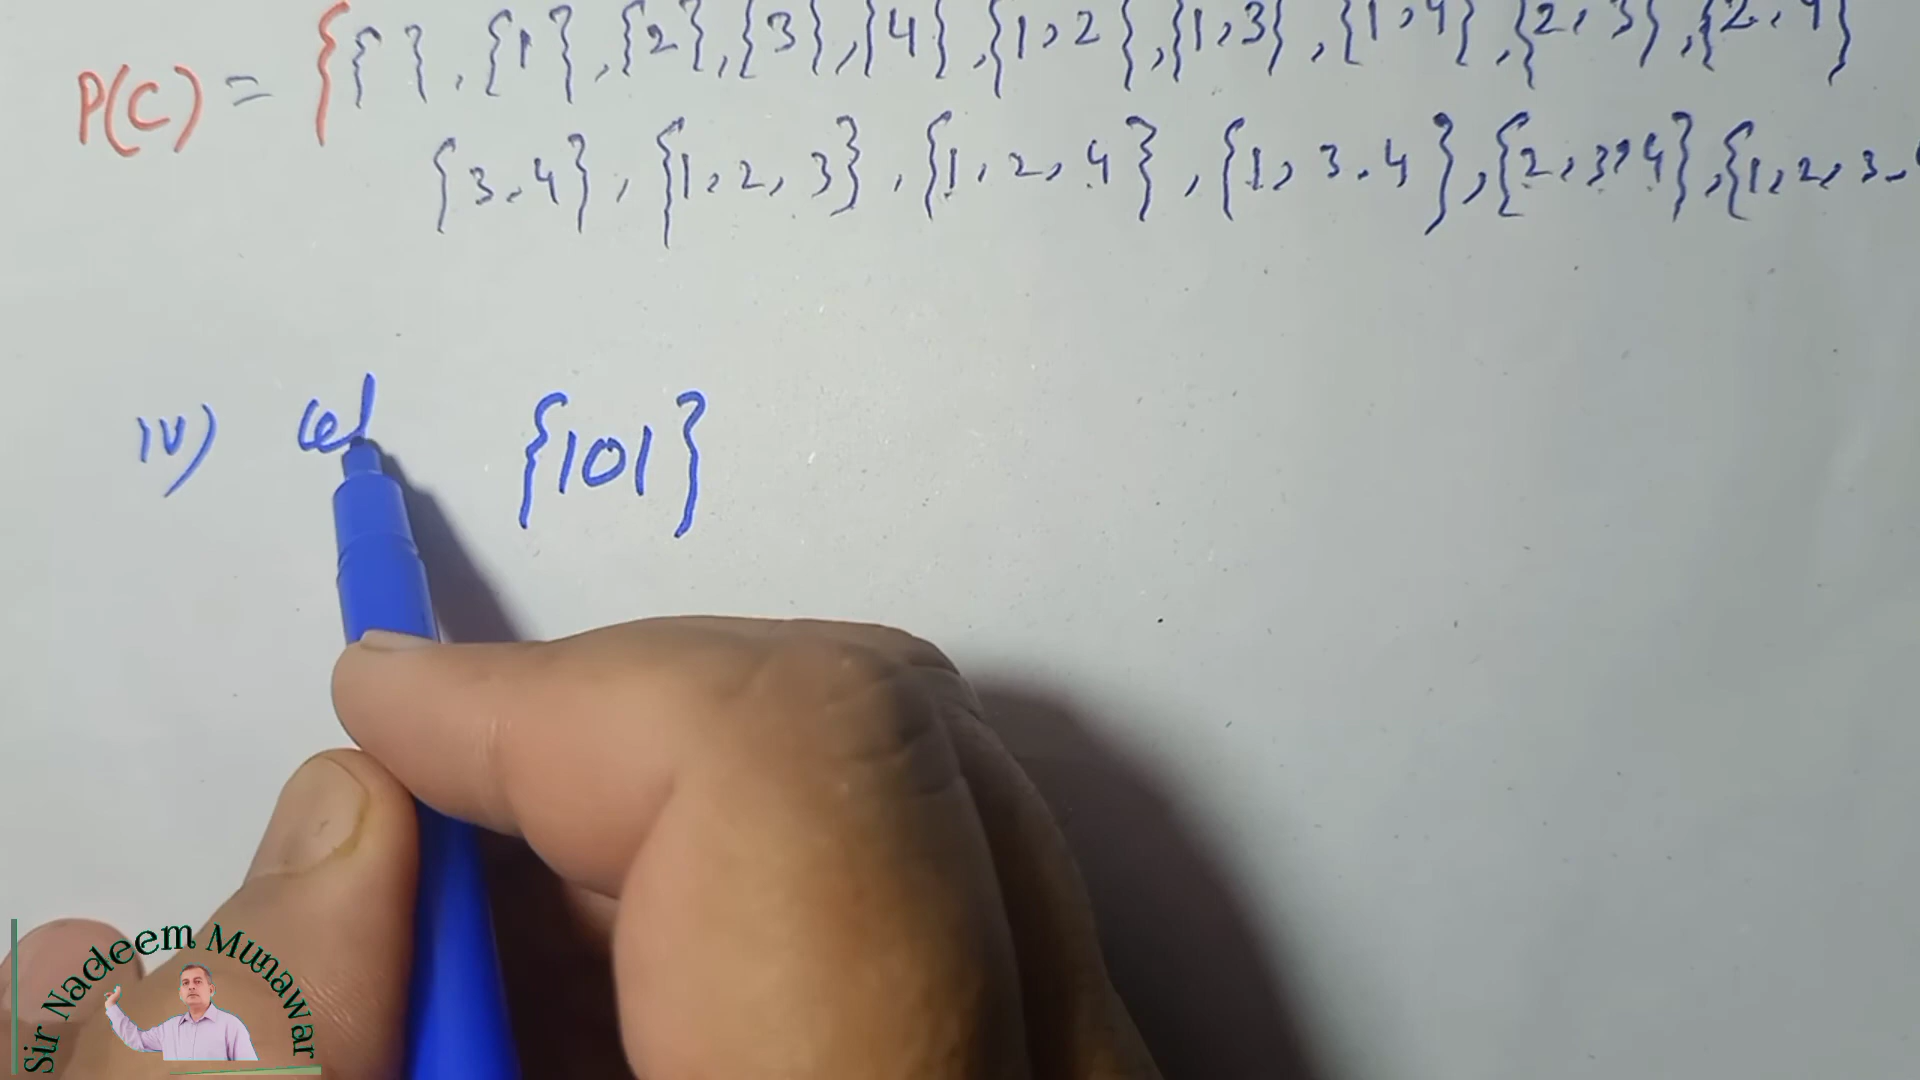 P(C) = { { }, {1}, {2}, {3}, {4}, {1,2}, {1,3}, {1,4}, {2,3}, {2,4}
{3,4}, {1,2,3}, {1,2,4}, {1,3,4}, {2,3,4}, {1,2,3,
iv) let {101}
Sir Nadeem Munawar